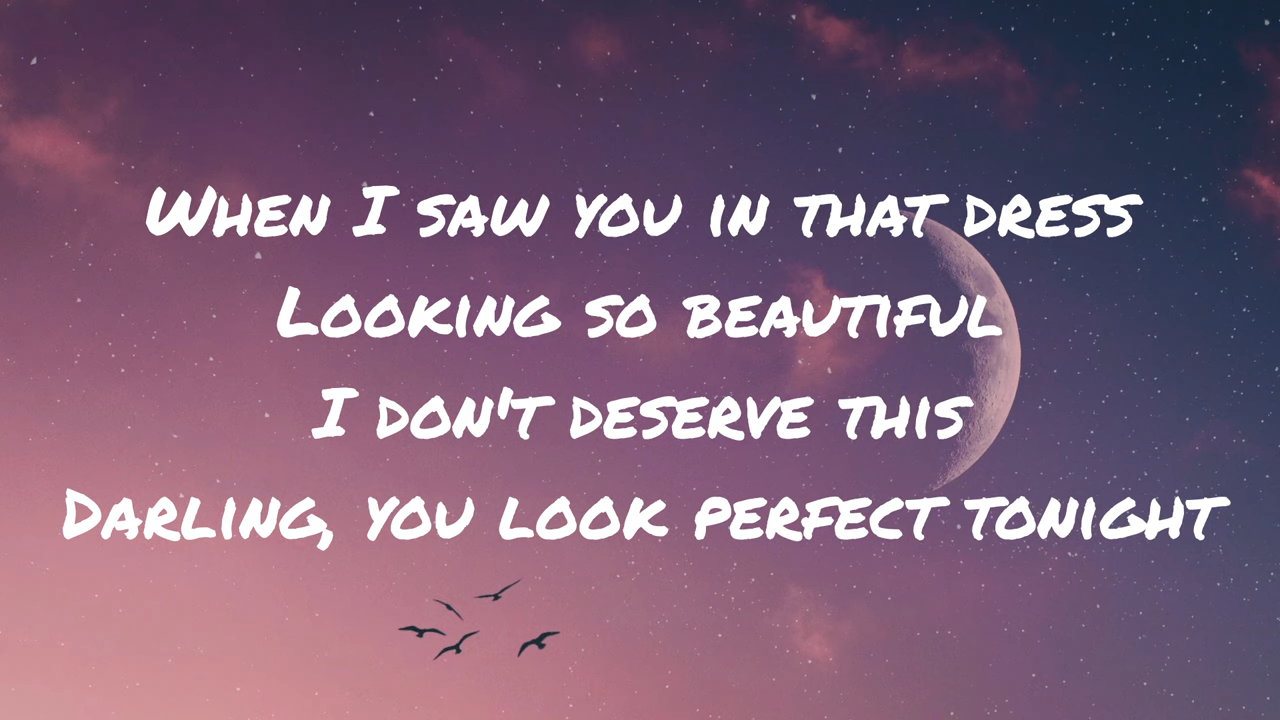 When I saw you in that dress
Looking so beautiful
I don't deserve this
Darling, you look perfect tonight